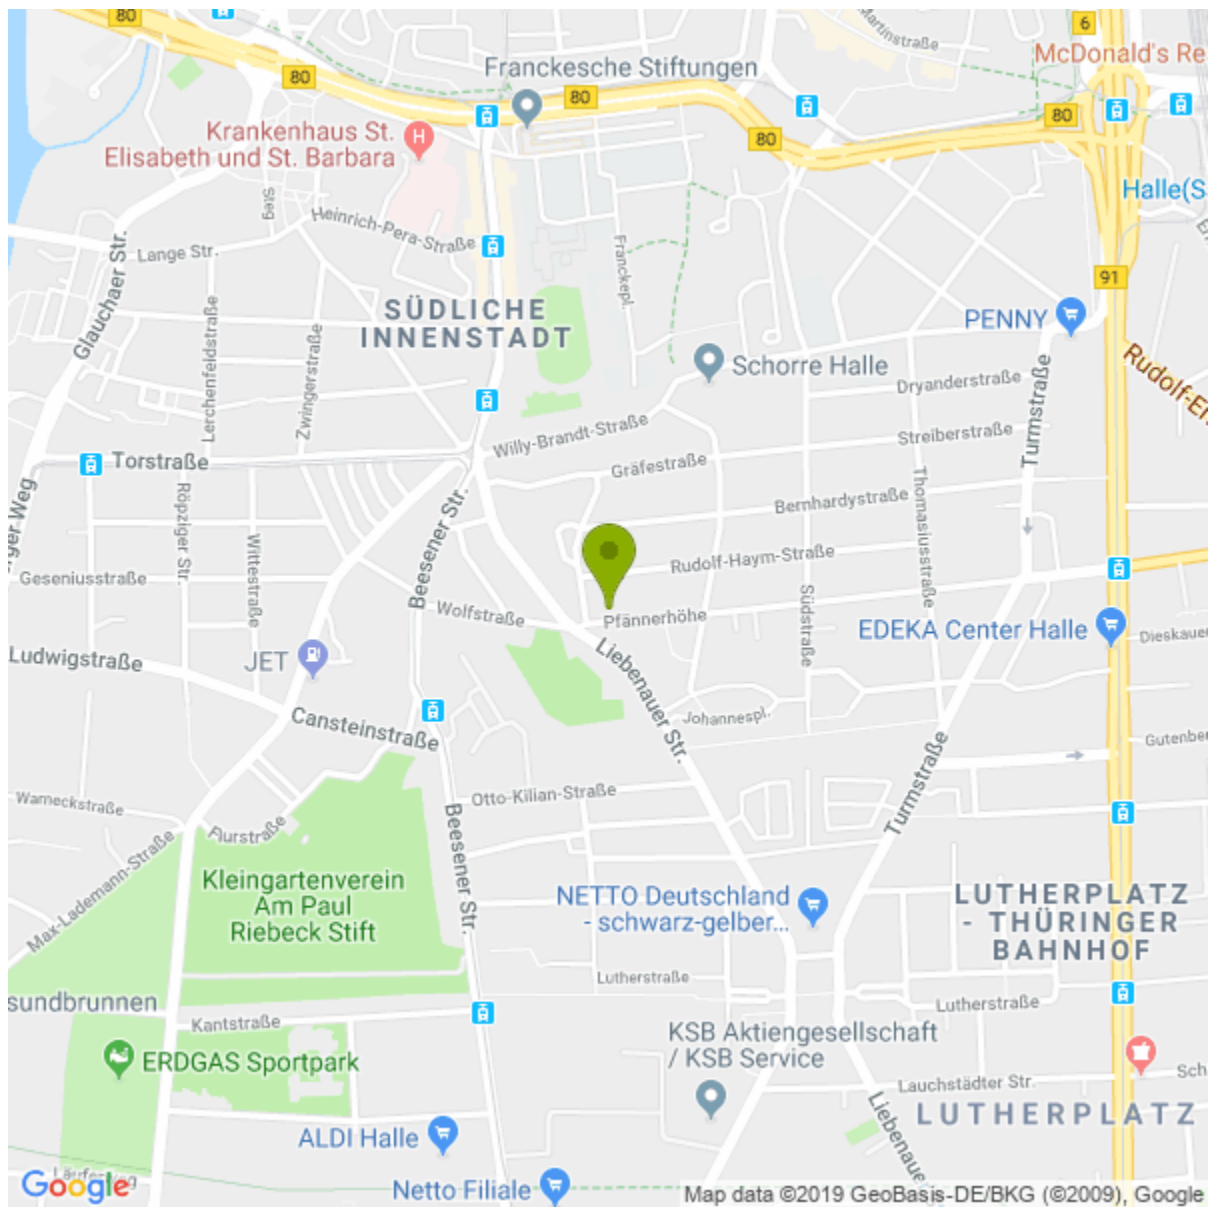 80
6
Martinstraße
McDonald's Re
Franckesche Stiftungen
80
80
80
80
Krankenhaus St.
Elisabeth und St. Barbara
H
Halle(S
Steg
Heinrich-Pera-Straße
Lange Str.
Glauchaer Str.
Franckepl.
91
SÜDLICHE
INNENSTADT
PENNY
Lerchenfeldstraße
Zwingerstraße
Schorre Halle
Rudolf-Er
Dryanderstraße
Turmstraße
Willy-Brandt-Straße
Streiberstraße
Torstraße
Gräfestraße
Röpziger Str.
Thomasiusstraße
Bernhardystraße
Beesener Str.
Wittestraße
Rudolf-Haym-Straße
Geseniusstraße
Südstraße
Wolfstraße
Pfännerhöhe
EDEKA Center Halle
Dieskauer
Ludwigstraße
JET
Liebenauer Str.
Cansteinstraße
Johannespl.
Gutenber
Turmstraße
Otto-Kilian-Straße
Warneckstraße
Flurstraße
Beesener Str.
Max-Lademann-Straße
Kleingartenverein
Am Paul
Riebeck Stift
NETTO Deutschland
- schwarz-gelber...
LUTHERPLATZ
- THÜRINGER
BAHNHOF
Lutherstraße
Lutherstraße
sundbrunnen
Kantstraße
KSB Aktiengesellschaft
/ KSB Service
ERDGAS Sportpark
Lauchstädter Str.
Sch
LUTHERPLATZ
Liebenauer
ALDI Halle
Netto Filiale
Google
Map data ©2019 GeoBasis-DE/BKG (©2009), Google